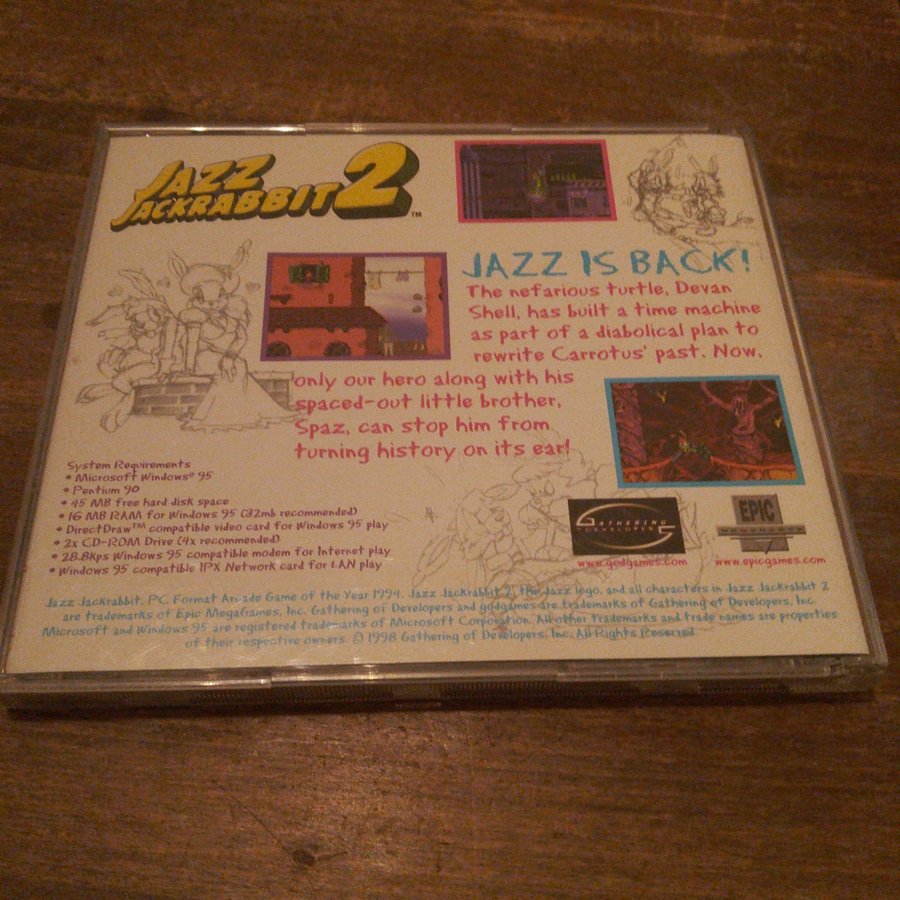 JAZZ
JACKRABBIT 2 ™
JAZZ IS BACK!
The nefarious turtle, Devan
Shell, has built a time machine
as part of a diabolical plan to
rewrite Carrotus' past. Now,
only our hero along with his
spaced-out little brother,
Spaz, can stop him from
turning history on its ear!
System Requirements
• Microsoft Windows® 95
• Pentium 90
• 45 MB free hard disk space
• 16 MB RAM for Windows 95 (32mb recommended)
• DirectDraw™ compatible video card for Windows 95 play
• 2x CD-ROM Drive (4x recommended)
• 28.8kps Windows 95 compatible modem for Internet play
• Windows 95 compatible IPX Network card for LAN play
GATHERING
OF DEVELOPERS
www.godgames.com
EPIC
www.epicgames.com
Jazz Jackrabbit, PC Format Arcade Game of the Year 1994. Jazz Jackrabbit 2, the Jazz logo, and all characters in Jazz Jackrabbit 2
are trademarks of Epic MegaGames, Inc. Gathering of Developers and godgames are trademarks of Gathering of Developers, Inc.
Microsoft and Windows 95 are registered trademarks of Microsoft Corporation. All other trademarks and trade names are properties
of their respective owners. © 1998 Gathering of Developers, Inc. All Rights Reserved.